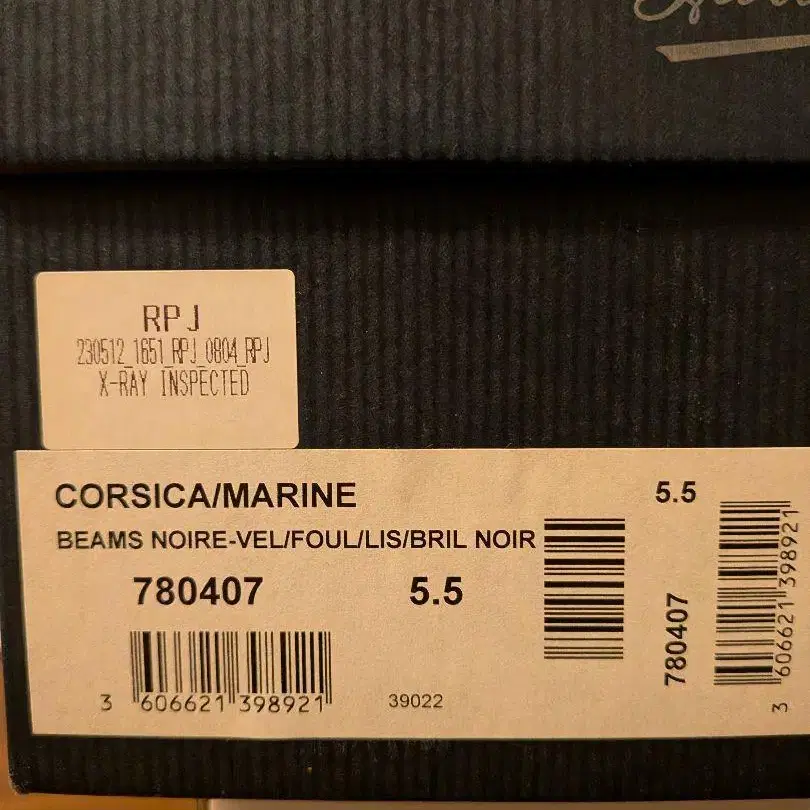 RPJ
230512_1651_RPJ_0804_RPJ
X-RAY INSPECTED
CORSICA/MARINE
5.5
BEAMS NOIRE-VEL/FOUL/LIS/BRIL NOIR
780407
5.5
3 606621 398921
39022
780407
3 606621 398921